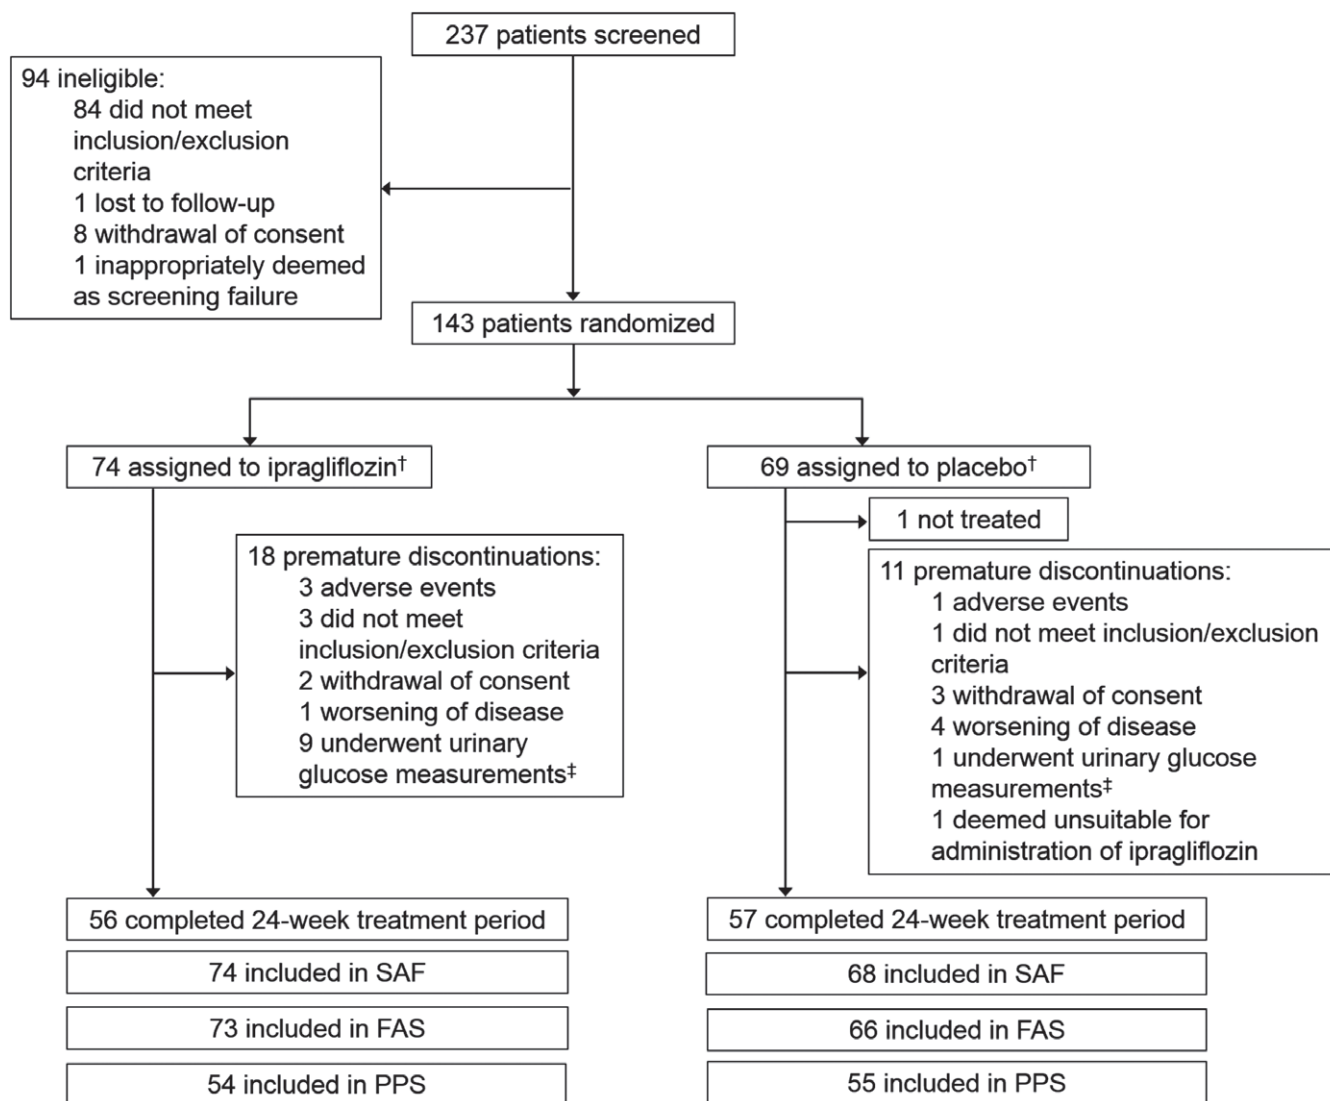 237 patients screened
94 ineligible:
84 did not meet
inclusion/exclusion
criteria
1 lost to follow-up
8 withdrawal of consent
1 inappropriately deemed
as screening failure
143 patients randomized
74 assigned to ipragliflozin†
69 assigned to placebo†
1 not treated
18 premature discontinuations:
3 adverse events
3 did not meet
inclusion/exclusion criteria
2 withdrawal of consent
1 worsening of disease
9 underwent urinary
glucose measurements‡
11 premature discontinuations:
1 adverse events
1 did not meet inclusion/exclusion
criteria
3 withdrawal of consent
4 worsening of disease
1 underwent urinary glucose
measurements‡
1 deemed unsuitable for
administration of ipragliflozin
56 completed 24-week treatment period
57 completed 24-week treatment period
74 included in SAF
68 included in SAF
73 included in FAS
66 included in FAS
54 included in PPS
55 included in PPS